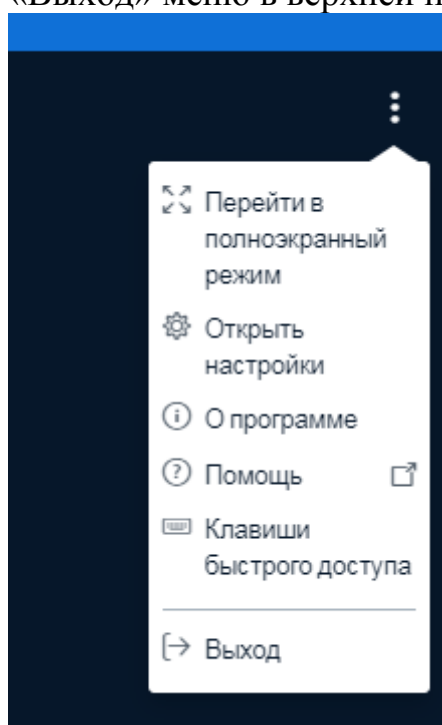 «Выход» меню в верхней
Перейти в
полноэкранный
режим
Открыть
настройки
О программе
Помощь
Клавиши
быстрого доступа
Выход